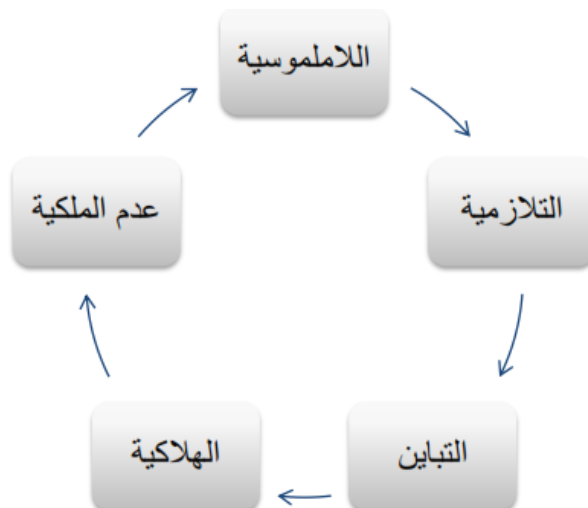 اللاملموسية
التلازمية
التباين
الهلاكية
عدم الملكية